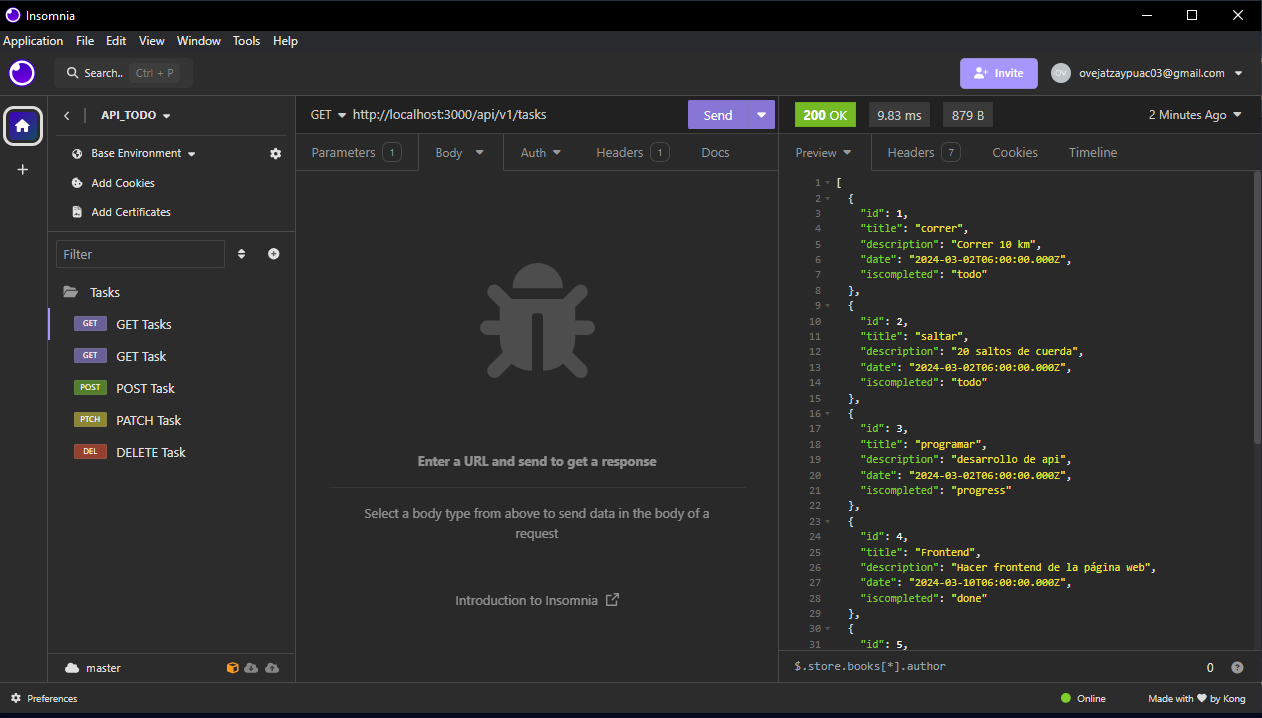 Insomnia
Application File Edit View Window Tools Help
Search.. Ctrl + P
Invite
OV
ovejatzaypuac03@gmail.com
API_TODO
Base Environment
Add Cookies
Add Certificates
Filter
Tasks
GET GET Tasks
GET GET Task
POST POST Task
PTCH PATCH Task
DEL DELETE Task
master
GET http://localhost:3000/api/v1/tasks
Send
Parameters 1 Body Auth Headers 1 Docs
Enter a URL and send to get a response
Select a body type from above to send data in the body of a
request
Introduction to Insomnia
200 OK 9.83 ms 879 B 2 Minutes Ago
Preview Headers 7 Cookies Timeline
1 [
2 {
3 "id": 1,
4 "title": "correr",
5 "description": "Correr 10 km",
6 "date": "2024-03-02T06:00:00.000Z",
7 "iscompleted": "todo"
8 },
9 {
10 "id": 2,
11 "title": "saltar",
12 "description": "20 saltos de cuerda",
13 "date": "2024-03-02T06:00:00.000Z",
14 "iscompleted": "todo"
15 },
16 {
17 "id": 3,
18 "title": "programar",
19 "description": "desarrollo de api",
20 "date": "2024-03-02T06:00:00.000Z",
21 "iscompleted": "progress"
22 },
23 {
24 "id": 4,
25 "title": "Frontend",
26 "description": "Hacer frontend de la página web",
27 "date": "2024-03-10T06:00:00.000Z",
28 "iscompleted": "done"
29 },
30 {
31 "id": 5,
$.store.books[*].author 0 ?
Preferences
Online
Made with ♥ by Kong